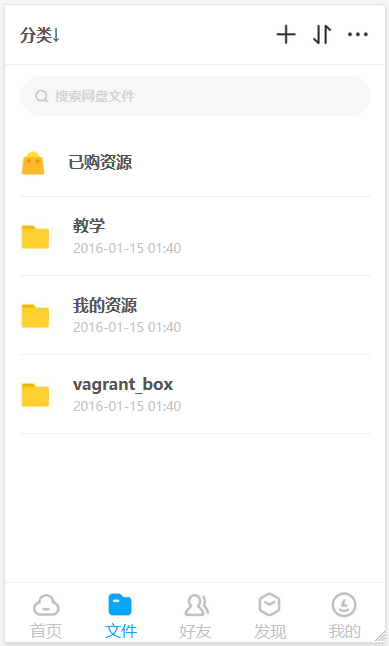 分类↓
搜索网盘文件
已购资源
教学
2016-01-15 01:40
我的资源
2016-01-15 01:40
vagrant_box
2016-01-15 01:40
首页 文件 好友 发现 我的